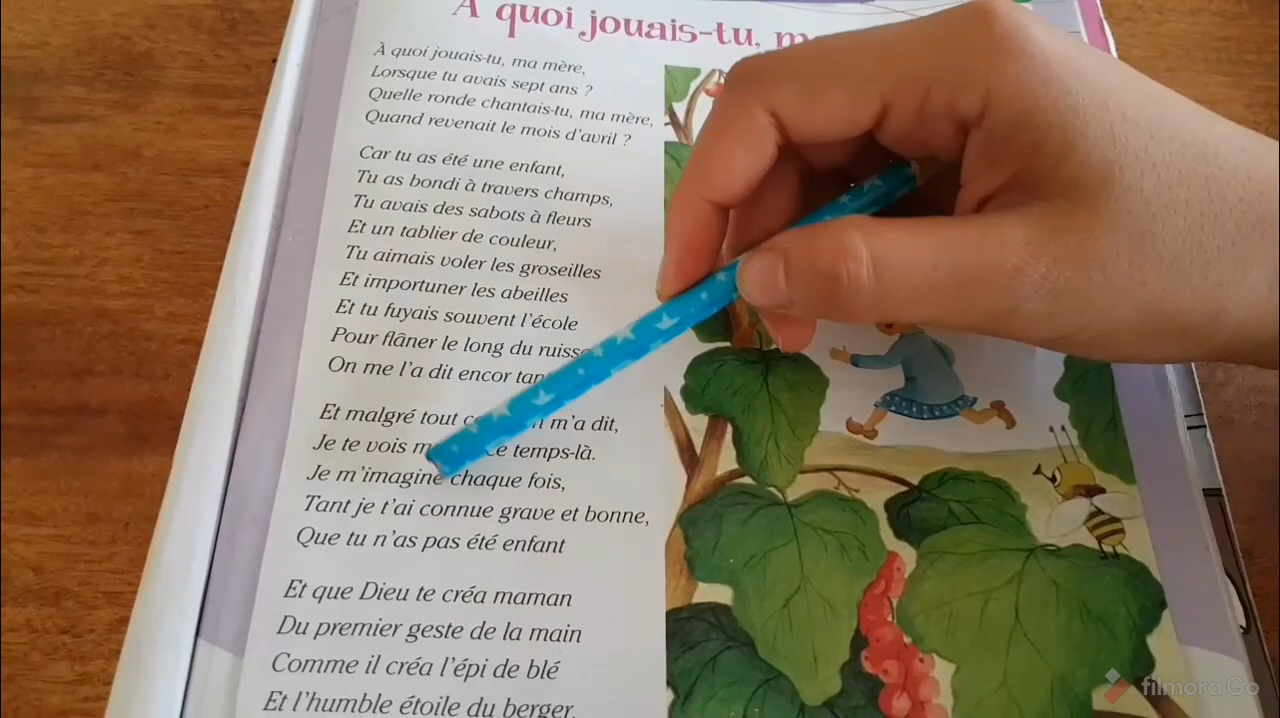 À quoi jouais-tu,
À quoi jouais-tu, ma mère,
Lorsque tu avais sept ans ?
Quelle ronde chantais-tu, ma mère,
Quand revenait le mois d'avril ?
Car tu as été une enfant,
Tu as bondi à travers champs,
Tu avais des sabots à fleurs
Et un tablier de couleur,
Tu aimais voler les groseilles
Et importuner les abeilles
Et tu fuyais souvent l'école
Pour flâner le long du
On me l'a dit encor
Et malgré tout m'a dit,
Je te vois ce temps-là.
Je m'imagine chaque fois,
Tant je t'ai connue grave et bonne,
Que tu n'as pas été enfant
Et que Dieu te créa maman
Du premier geste de la main
Comme il créa l'épi de blé
Et l'humble étoile du berger.
filmora Go